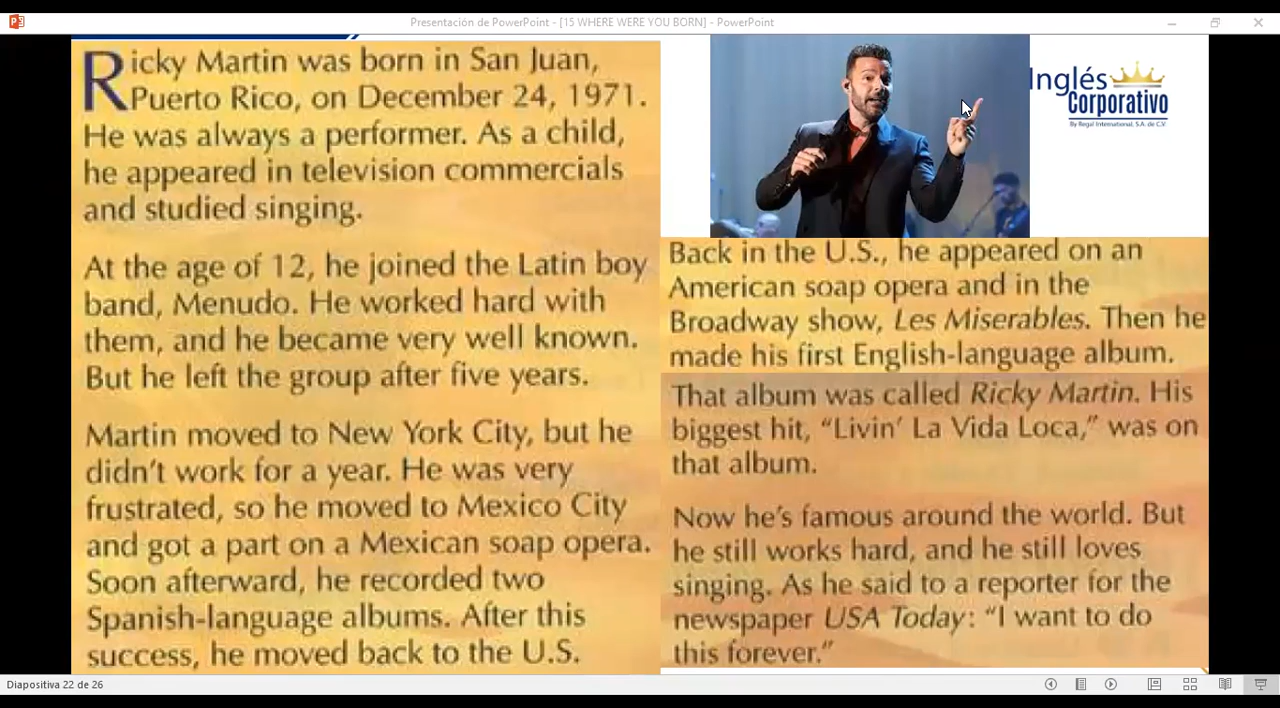 Presentación de PowerPoint - [15 WHERE WERE YOU BORN] - PowerPoint
Ricky Martin was born in San Juan,
Puerto Rico, on December 24, 1971.
He was always a performer. As a child,
he appeared in television commercials
and studied singing.
At the age of 12, he joined the Latin boy
band, Menudo. He worked hard with
them, and he became very well known.
But he left the group after five years.
Martin moved to New York City, but he
didn't work for a year. He was very
frustrated, so he moved to Mexico City
and got a part on a Mexican soap opera.
Soon afterward, he recorded two
Spanish-language albums. After this
success, he moved back to the U.S.
Inglés
Corporativo
By Regal International, S.A. de C.V.
Back in the U.S., he appeared on an
American soap opera and in the
Broadway show, Les Miserables. Then he
made his first English-language album.
That album was called Ricky Martin. His
biggest hit, "Livin' La Vida Loca," was on
that album.
Now he's famous around the world. But
he still works hard, and he still loves
singing. As he said to a reporter for the
newspaper USA Today: "I want to do
this forever."
Diapositiva 22 de 26